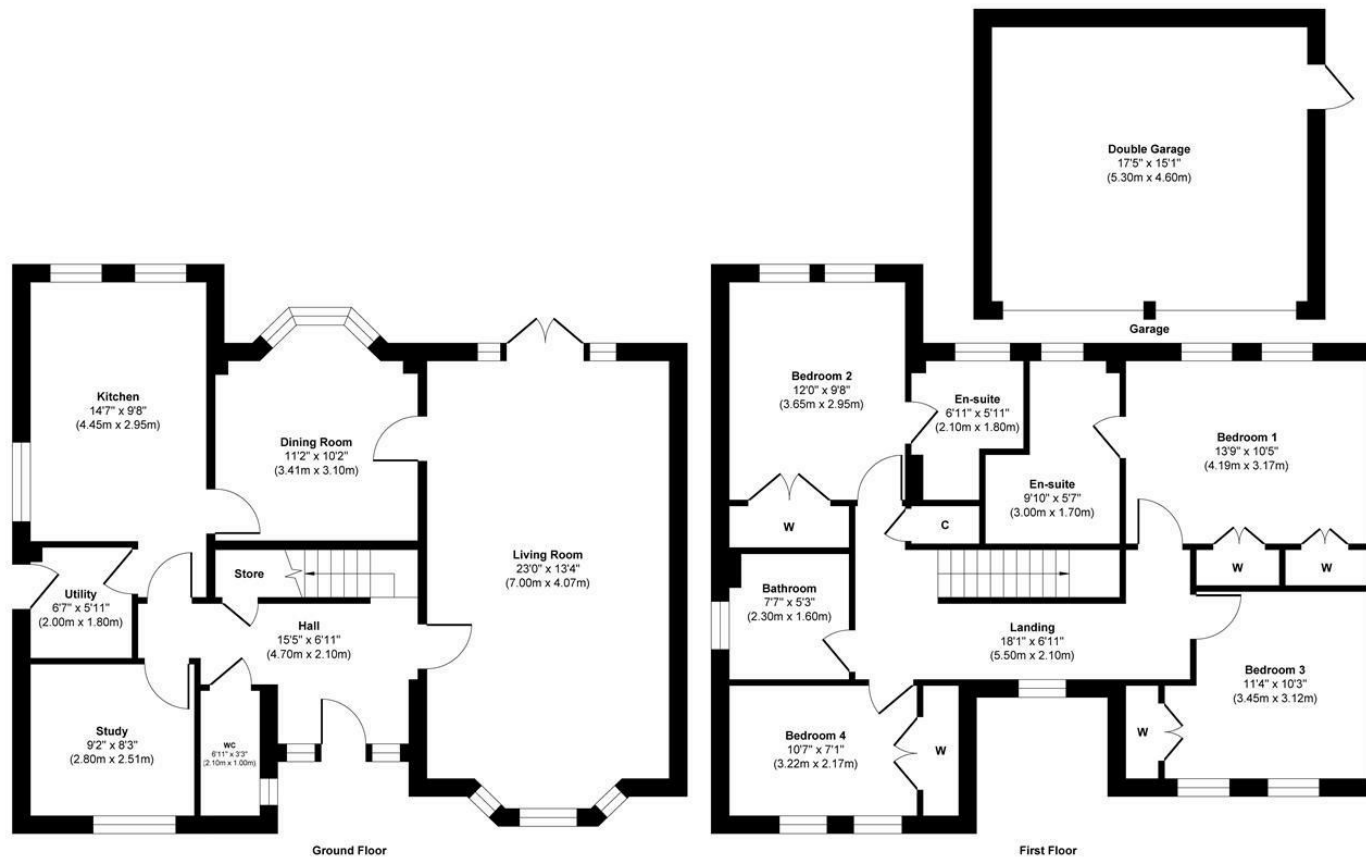 Double Garage
17'5" x 15'1"
(5.30m x 4.60m)
Garage
Kitchen
14'7" x 9'8"
(4.45m x 2.95m)
Dining Room
11'2" x 10'2"
(3.41m x 3.10m)
Living Room
23'0" x 13'4"
(7.00m x 4.07m)
Store
Utility
6'7" x 5'11"
(2.00m x 1.80m)
Hall
15'5" x 6'11"
(4.70m x 2.10m)
Study
9'2" x 8'3"
(2.80m x 2.51m)
WC
6'11" x 3'3"
(2.10m x 1.00m)
Ground Floor
Bedroom 2
12'0" x 9'8"
(3.65m x 2.95m)
En-suite
6'11" x 5'11"
(2.10m x 1.80m)
En-suite
9'10" x 5'7"
(3.00m x 1.70m)
Bedroom 1
13'9" x 10'5"
(4.19m x 3.17m)
W
C
W
W
Bathroom
7'7" x 5'3"
(2.30m x 1.60m)
Landing
18'1" x 6'11"
(5.50m x 2.10m)
Bedroom 3
11'4" x 10'3"
(3.45m x 3.12m)
W
Bedroom 4
10'7" x 7'1"
(3.22m x 2.17m)
W
First Floor